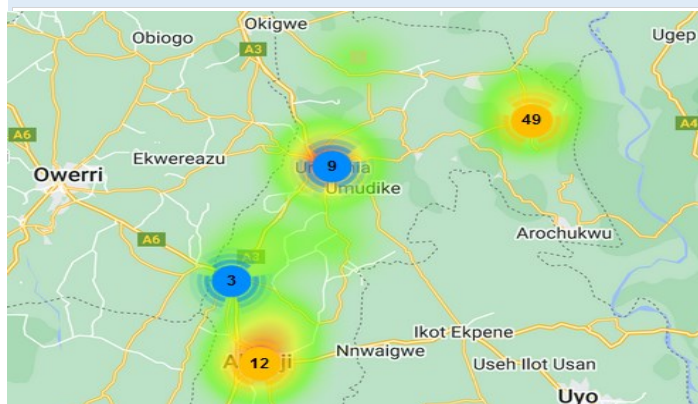 Okigwe
Obiogo
Ugep
A3
49
A6
A4
Ekwereazu
9
Umudike
Owerri
Arochukwu
A6
A3
3
Ikot Ekpene
Nnwaigwe
12
Useh Ilot Usan
Uyo